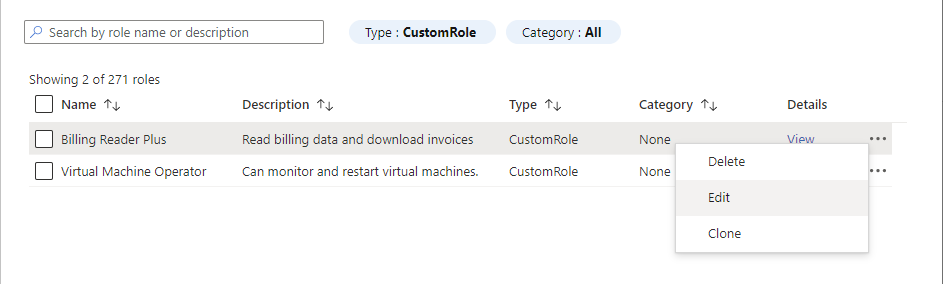 Search by role name or description
Type : CustomRole
Category : All
Showing 2 of 271 roles
Name ↑↓ Description ↑↓ Type ↑↓ Category ↑↓ Details
Billing Reader Plus Read billing data and download invoices CustomRole None View ...
Virtual Machine Operator Can monitor and restart virtual machines. CustomRole None ...
Delete
Edit
Clone